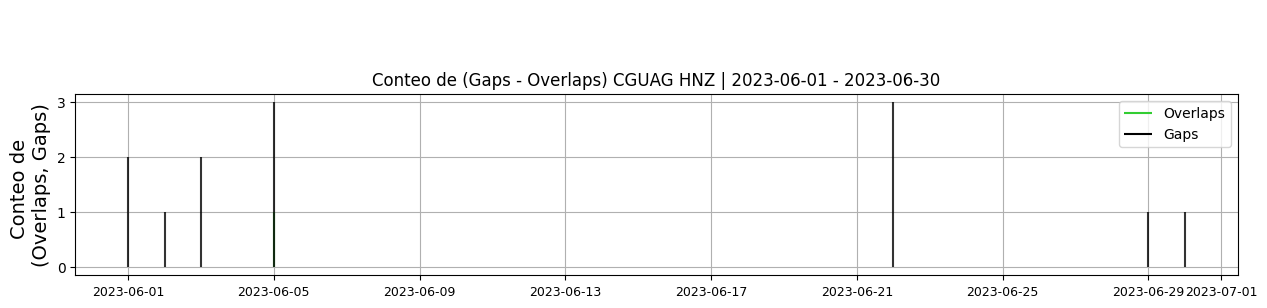 Conteo de (Gaps - Overlaps) CGUAG HNZ | 2023-06-01 - 2023-06-30
Conteo de
(Overlaps, Gaps)
3
2
1
0
Overlaps
Gaps
2023-06-01 2023-06-05 2023-06-09 2023-06-13 2023-06-17 2023-06-21 2023-06-25 2023-06-29 2023-07-01